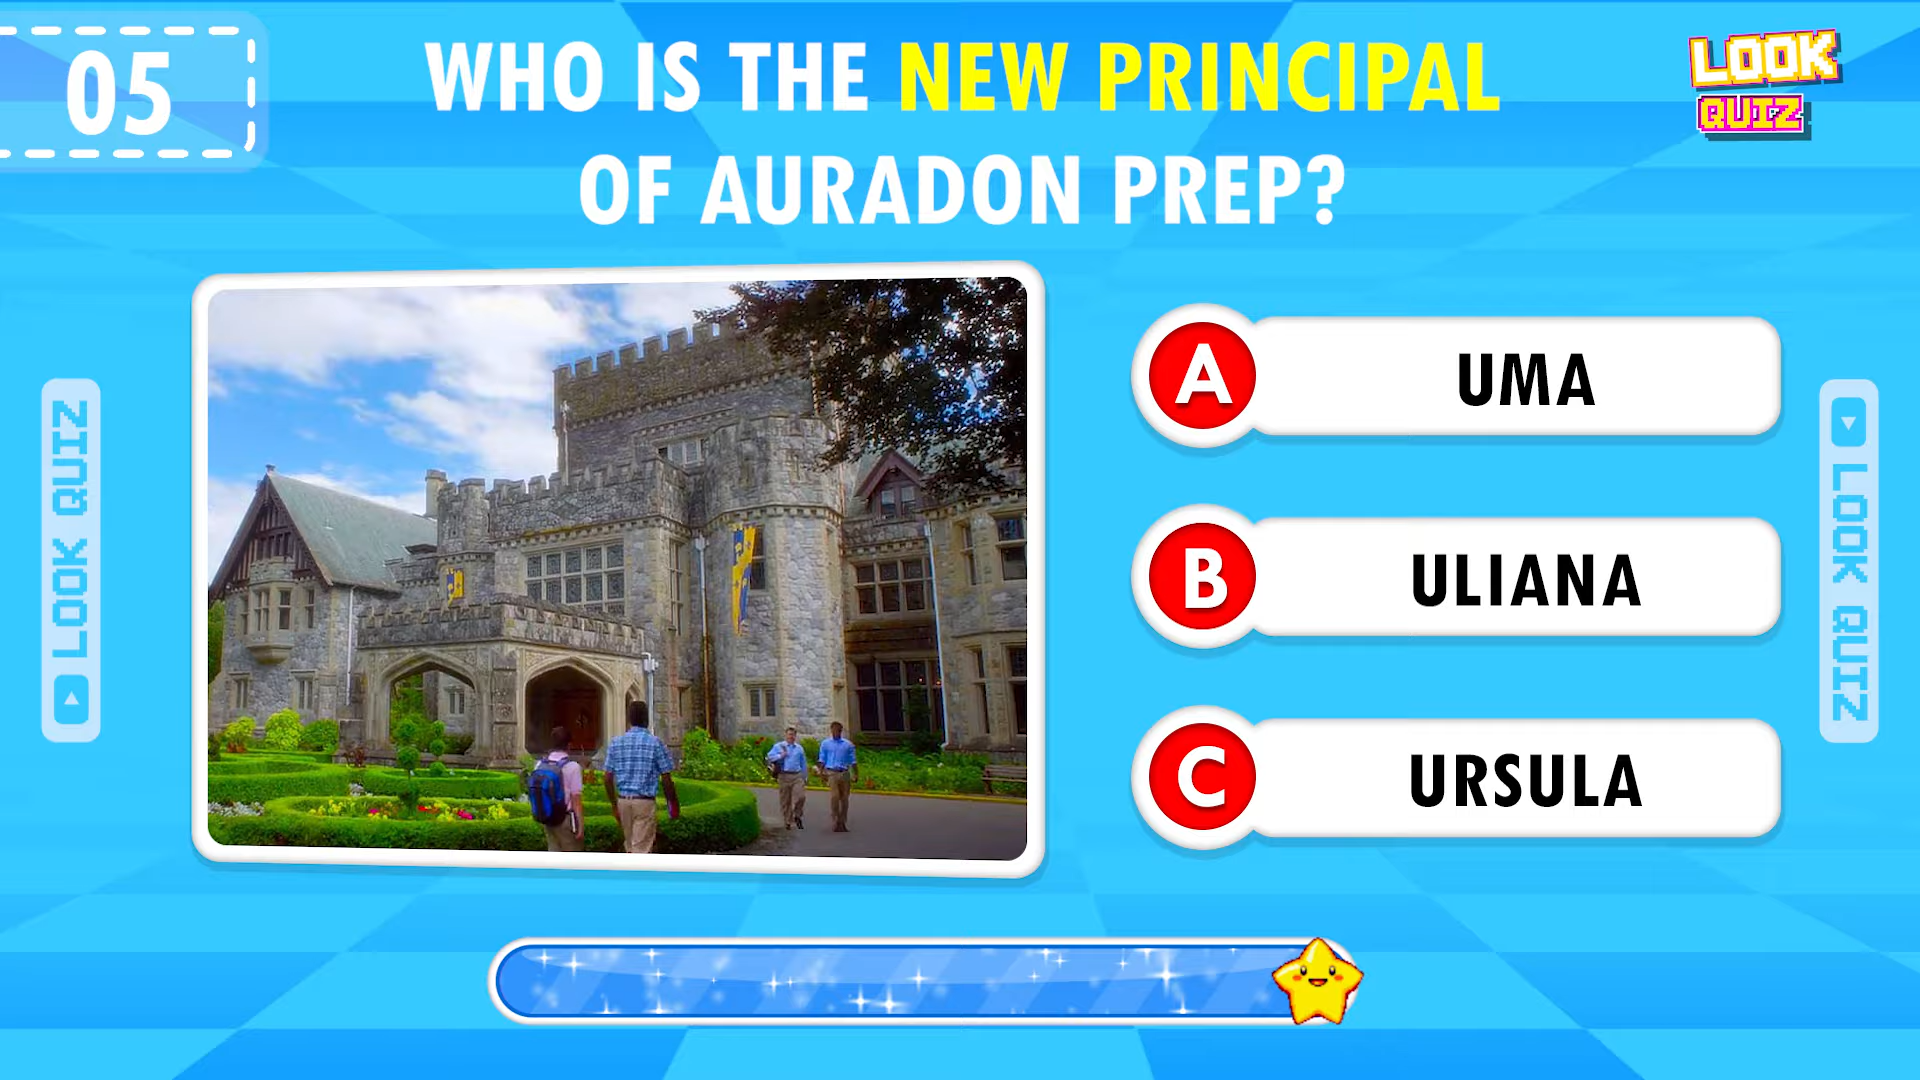 05
WHO IS THE NEW PRINCIPAL
OF AURADON PREP?
LOOK
QUIZ
LOOK QUIZ
A UMA
B ULIANA
C URSULA
LOOK QUIZ